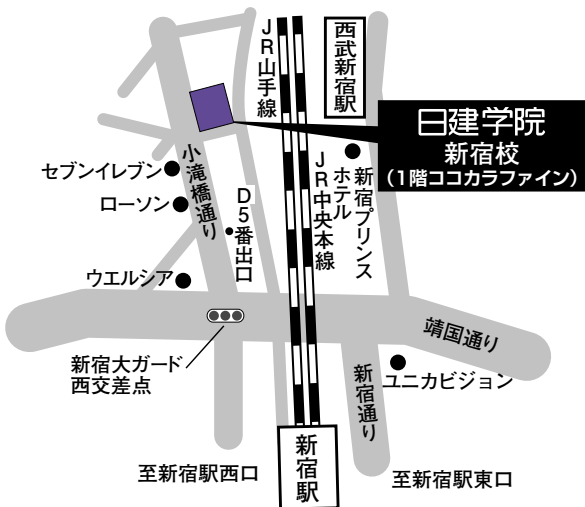 JR山手線
西武新宿駅
日建学院
新宿校
(1階ココカラファイン)
小滝橋通り
セブンイレブン
ローソン
D5番出口
JR中央本線
新宿プリンス
ホテル
ウエルシア
靖国通り
新宿大ガード
西交差点
新宿通り
ユニカビジョン
新宿駅
至新宿駅西口
至新宿駅東口